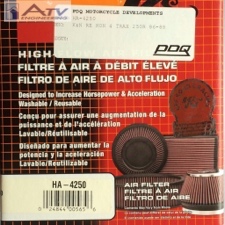 ATV
PDQ MOTORCYCLE DEVELOPMENTS
HA-4250
PDQ
HIGH-
FILTRE À AIR À DÉBIT ÉLEVÉ
FILTRO DE AIRE DE ALTO FLUJO
Designed to Increase Horsepower & Acceleration
Washable / Reusable
Conçu pour assurer une augmentation de la
puissance et de l'accélération
Lavable/Réutilisable
Diseñado para aumentar la
potencia y la aceleración
Lavable/Reutilizable
HA-4250
AIR FILTER
FILTRE À AIR
FILTRO DE AIRE